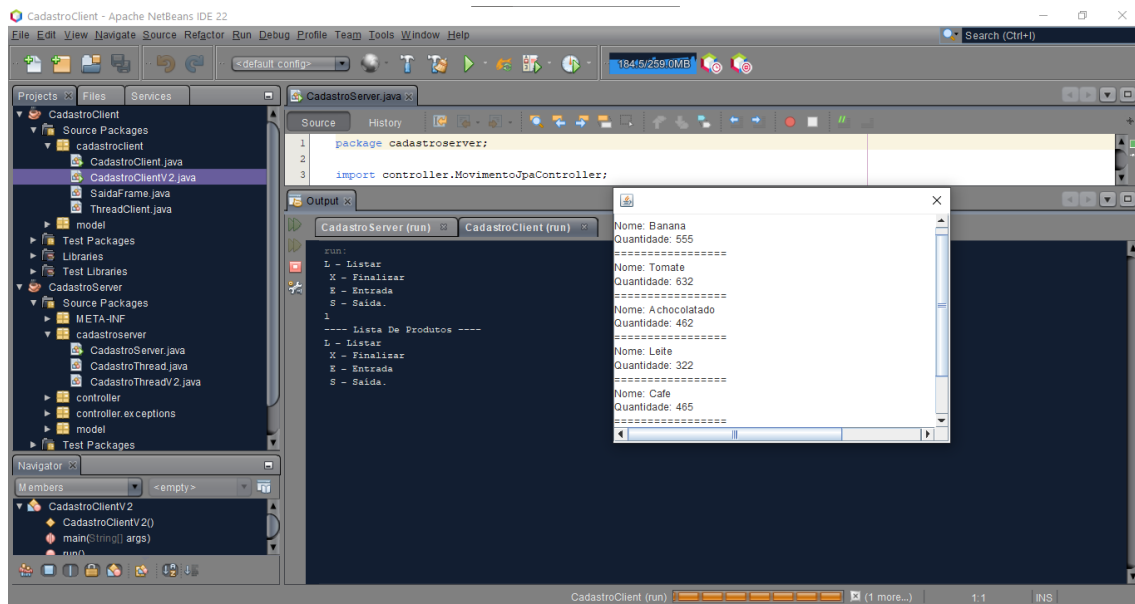 CadastroClient - Apache NetBeans IDE 22
File Edit View Navigate Source Refactor Run Debug Profile Team Tools Window Help
Search (Ctrl+I)
<default config>
184.5/259.0MB
Projects
Files
Services
CadastroClient
Source Packages
cadastroclient
CadastroClient.java
CadastroClientV2.java
SaidaFrame.java
ThreadClient.java
model
Test Packages
Libraries
Test Libraries
CadastroServer
Source Packages
META-INF
cadastroserver
CadastroServer.java
CadastroThread.java
CadastroThreadV2.java
controller
controller.exceptions
model
Test Packages
Navigator
Members
<empty>
CadastroClientV2
CadastroClientV2()
main(String[] args)
run()
CadastroServer.java
Source
History
1 package cadastroserver;
2
3 import controller.MovimentoJpaController;
Output
CadastroServer (run)
CadastroClient (run)
run:
L - Listar
X - Finalizar
E - Entrada
S - Saída.
l
---- Lista De Produtos ----
L - Listar
X - Finalizar
E - Entrada
S - Saída.
Nome: Banana
Quantidade: 555
=================
Nome: Tomate
Quantidade: 632
=================
Nome: Achocolatado
Quantidade: 462
=================
Nome: Leite
Quantidade: 322
=================
Nome: Cafe
Quantidade: 465
=================
CadastroClient (run)
(1 more...)
1:1
INS